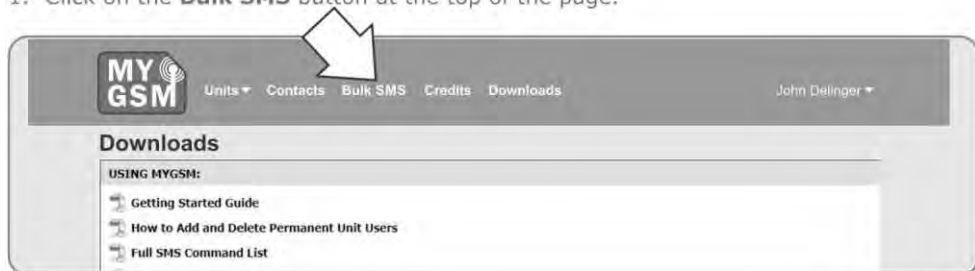 1. Click on the Bulk SMS button at the top of the page.
MY
GSM
Units Contacts Bulk SMS Credits Downloads John Delinger
Downloads
USING MYGSM:
Getting Started Guide
How to Add and Delete Permanent Unit Users
Full SMS Command List